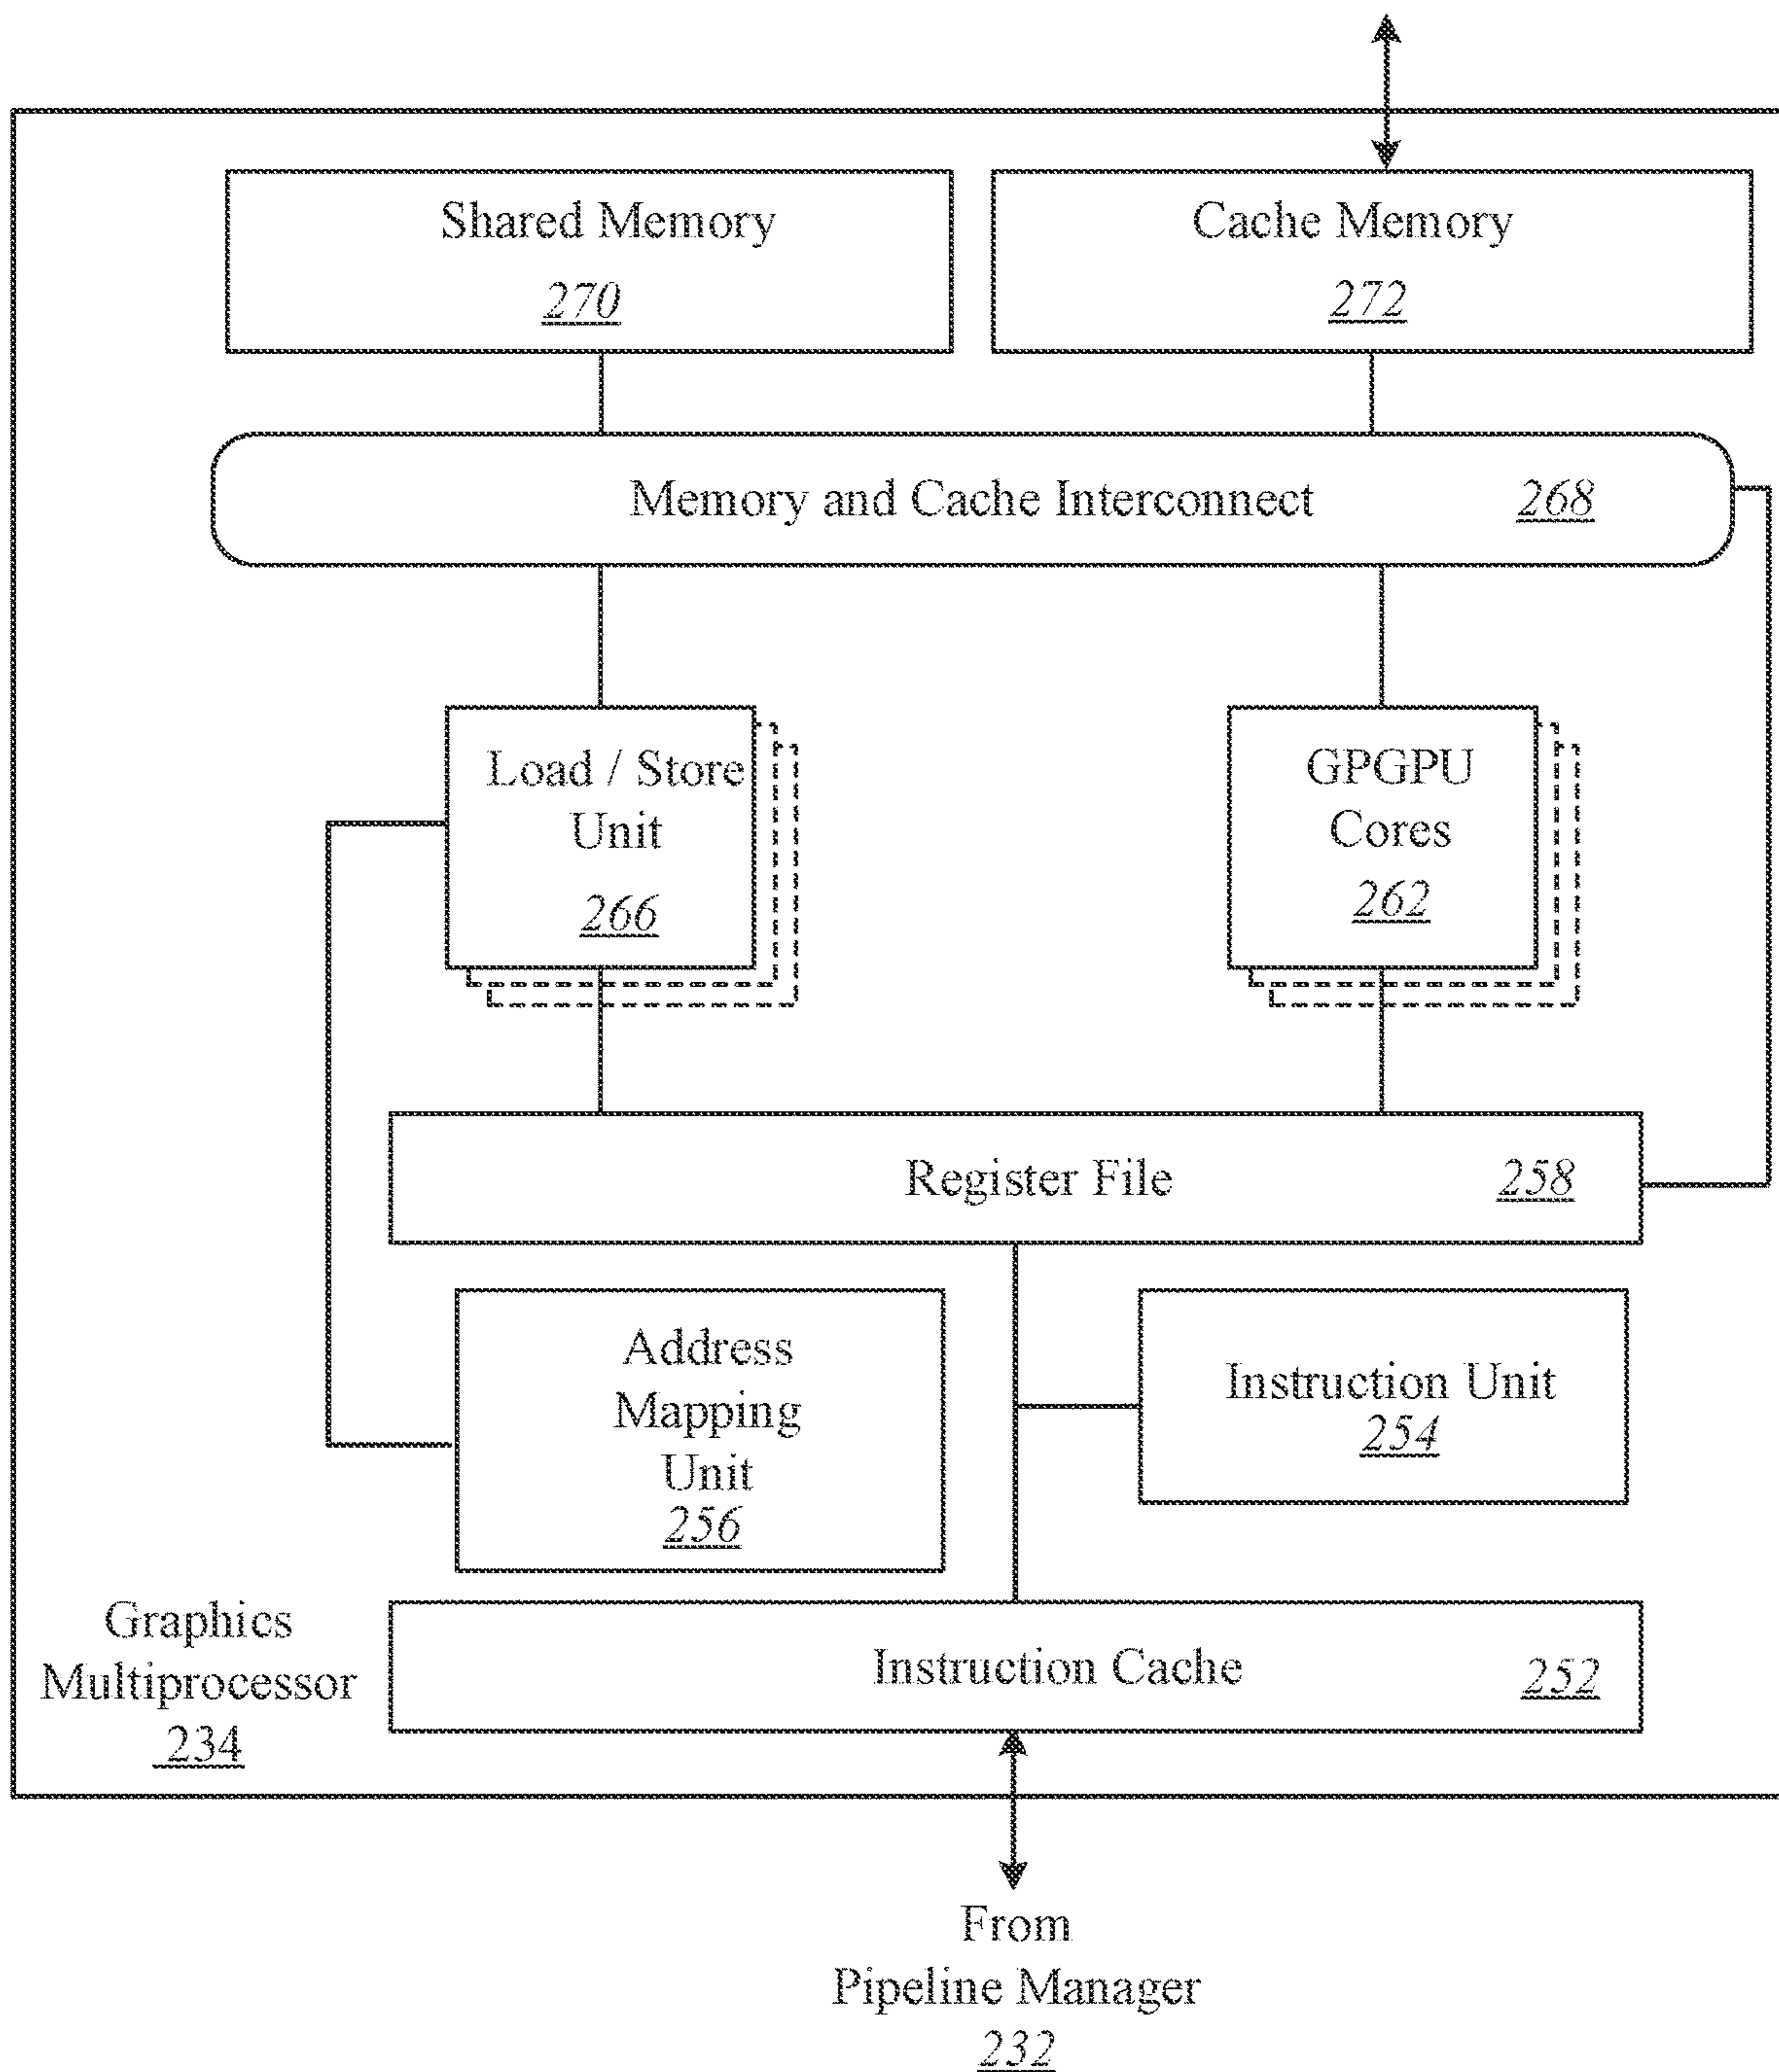 Shared Memory
270
Cache Memory
272
Memory and Cache Interconnect 268
Load / Store
Unit
266
GPGPU
Cores
262
Register File 258
Address
Mapping
Unit
256
Instruction Unit
254
Graphics
Multiprocessor
234
Instruction Cache 252
From
Pipeline Manager
232